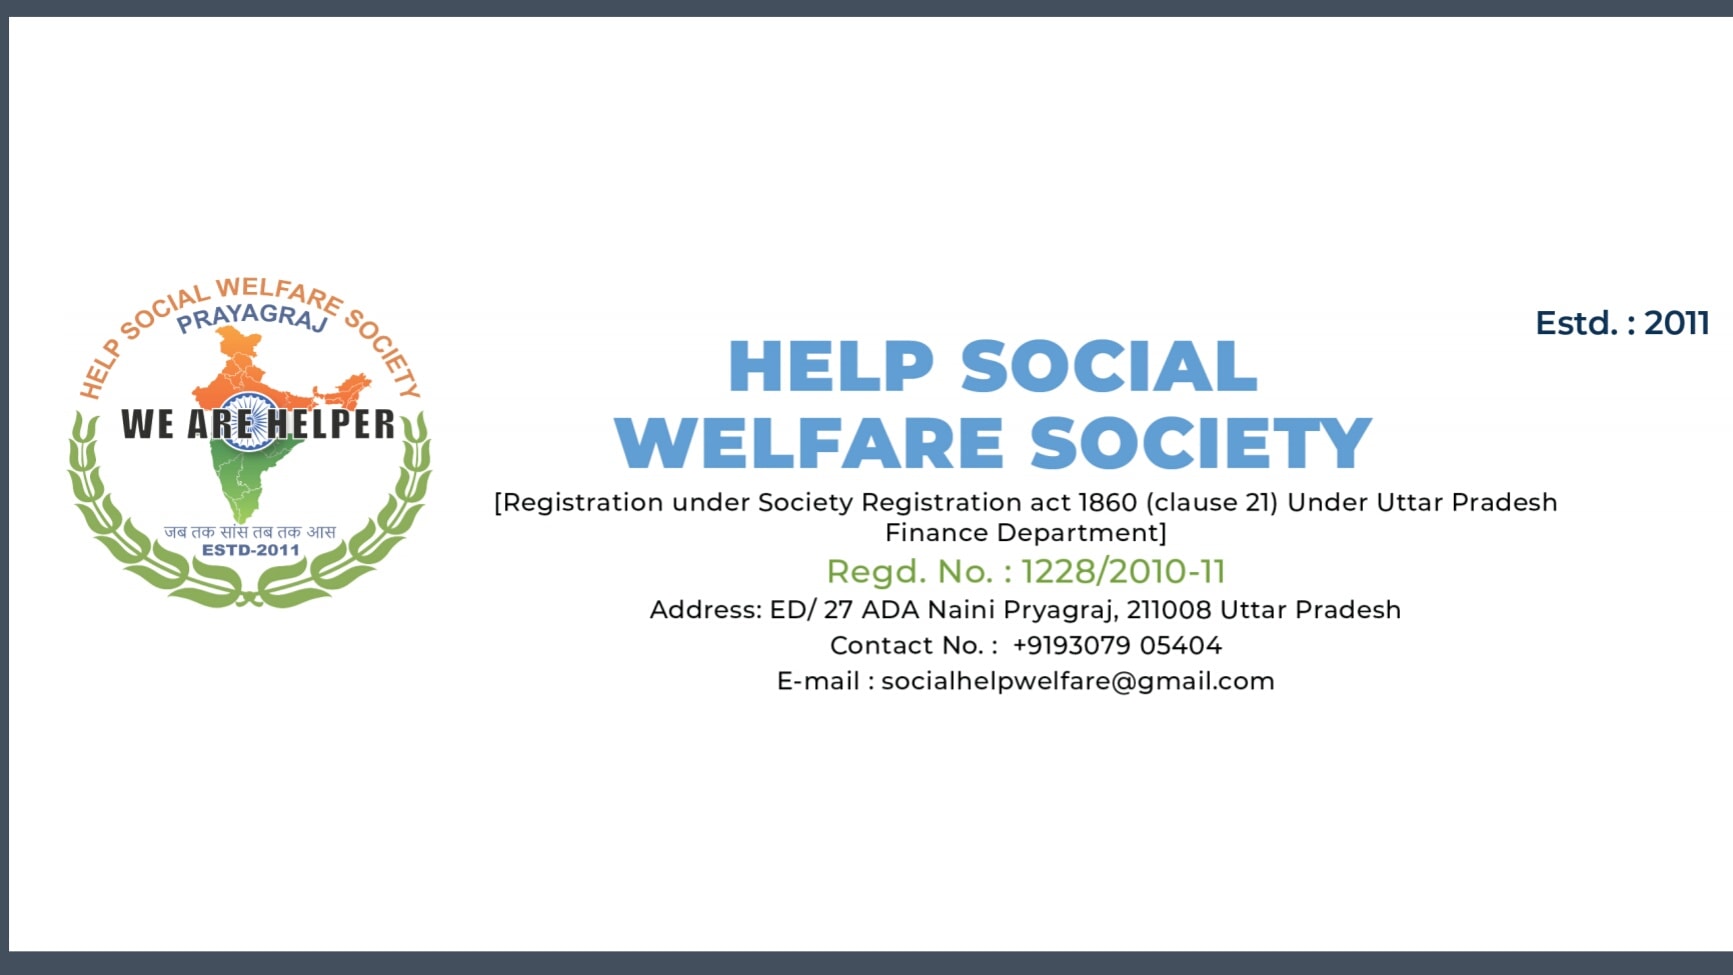 HELP SOCIAL WELFARE SOCIETY
PRAYAGRAJ
WE ARE HELPER
जब तक सांस तब तक आस
ESTD-2011
Estd. : 2011
HELP SOCIAL
WELFARE SOCIETY
[Registration under Society Registration act 1860 (clause 21) Under Uttar Pradesh
Finance Department]
Regd. No. : 1228/2010-11
Address: ED/ 27 ADA Naini Pryagraj, 211008 Uttar Pradesh
Contact No. : +9193079 05404
E-mail : socialhelpwelfare@gmail.com